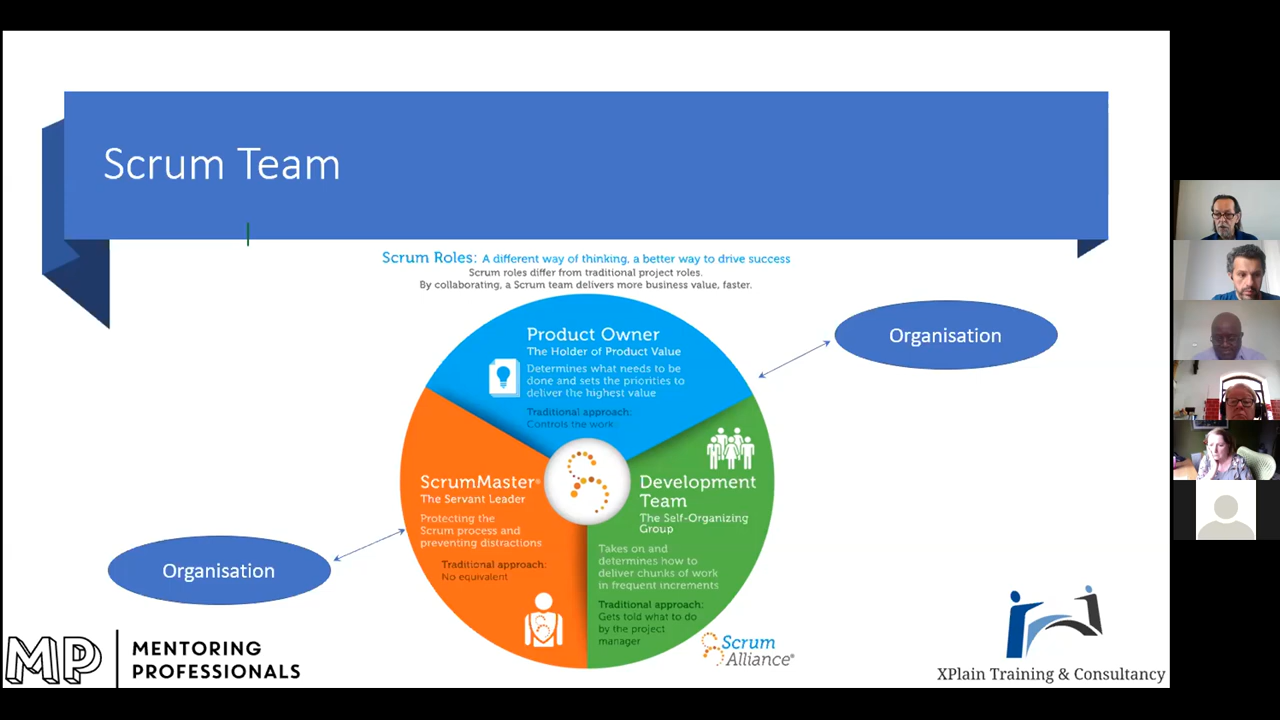 Scrum Team
Scrum Roles: A different way of thinking, a better way to drive success
Scrum roles differ from traditional project roles.
By collaborating, a Scrum team delivers more business value, faster.
Product Owner
The Holder of Product Value
Determines what needs to be
done and sets the priorities to
deliver the highest value
Traditional approach:
Controls the work
Organisation
ScrumMaster®
The Servant Leader
Protecting the
Scrum process and
preventing distractions
Traditional approach:
No equivalent
Development
Team
The Self-Organizing
Group
Takes on and
determines how to
deliver chunks of work
in frequent increments
Traditional approach:
Gets told what to do
by the project
manager
Organisation
Scrum
Alliance®
MP
MENTORING
PROFESSIONALS
XPlain Training & Consultancy